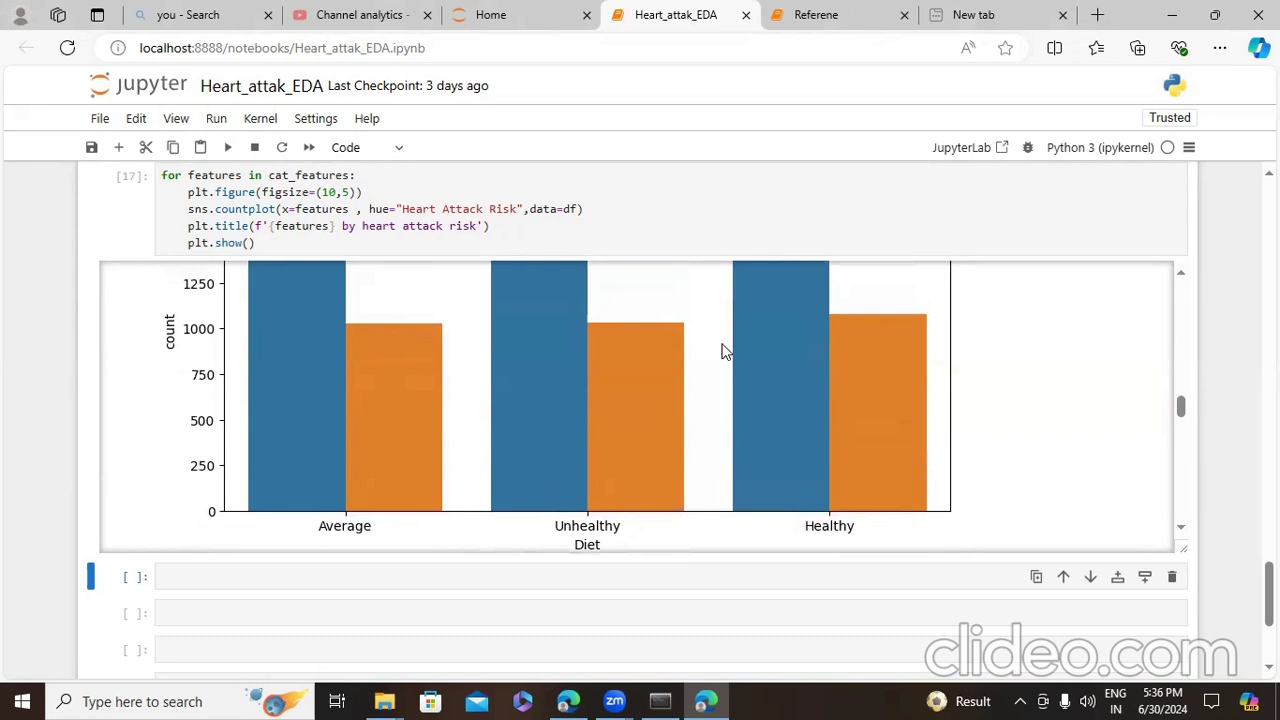 you - Search
Channel analytics -
Home
Heart_attak_EDA
Referene
New tab
localhost:8888/notebooks/Heart_attak_EDA.ipynb
jupyter Heart_attak_EDA Last Checkpoint: 3 days ago
File Edit View Run Kernel Settings Help
Trusted
Code
JupyterLab
Python 3 (ipykernel)
[17]: for features in cat_features:
plt.figure(figsize=(10,5))
sns.countplot(x=features , hue="Heart Attack Risk",data=df)
plt.title(f'{features} by heart attack risk')
plt.show()
1250
1000
750
500
250
0
count
Average Unhealthy Healthy
Diet
[ ]:
[ ]:
[ ]:
clideo.com
Type here to search
Result
ENG
IN
5:36 PM
6/30/2024